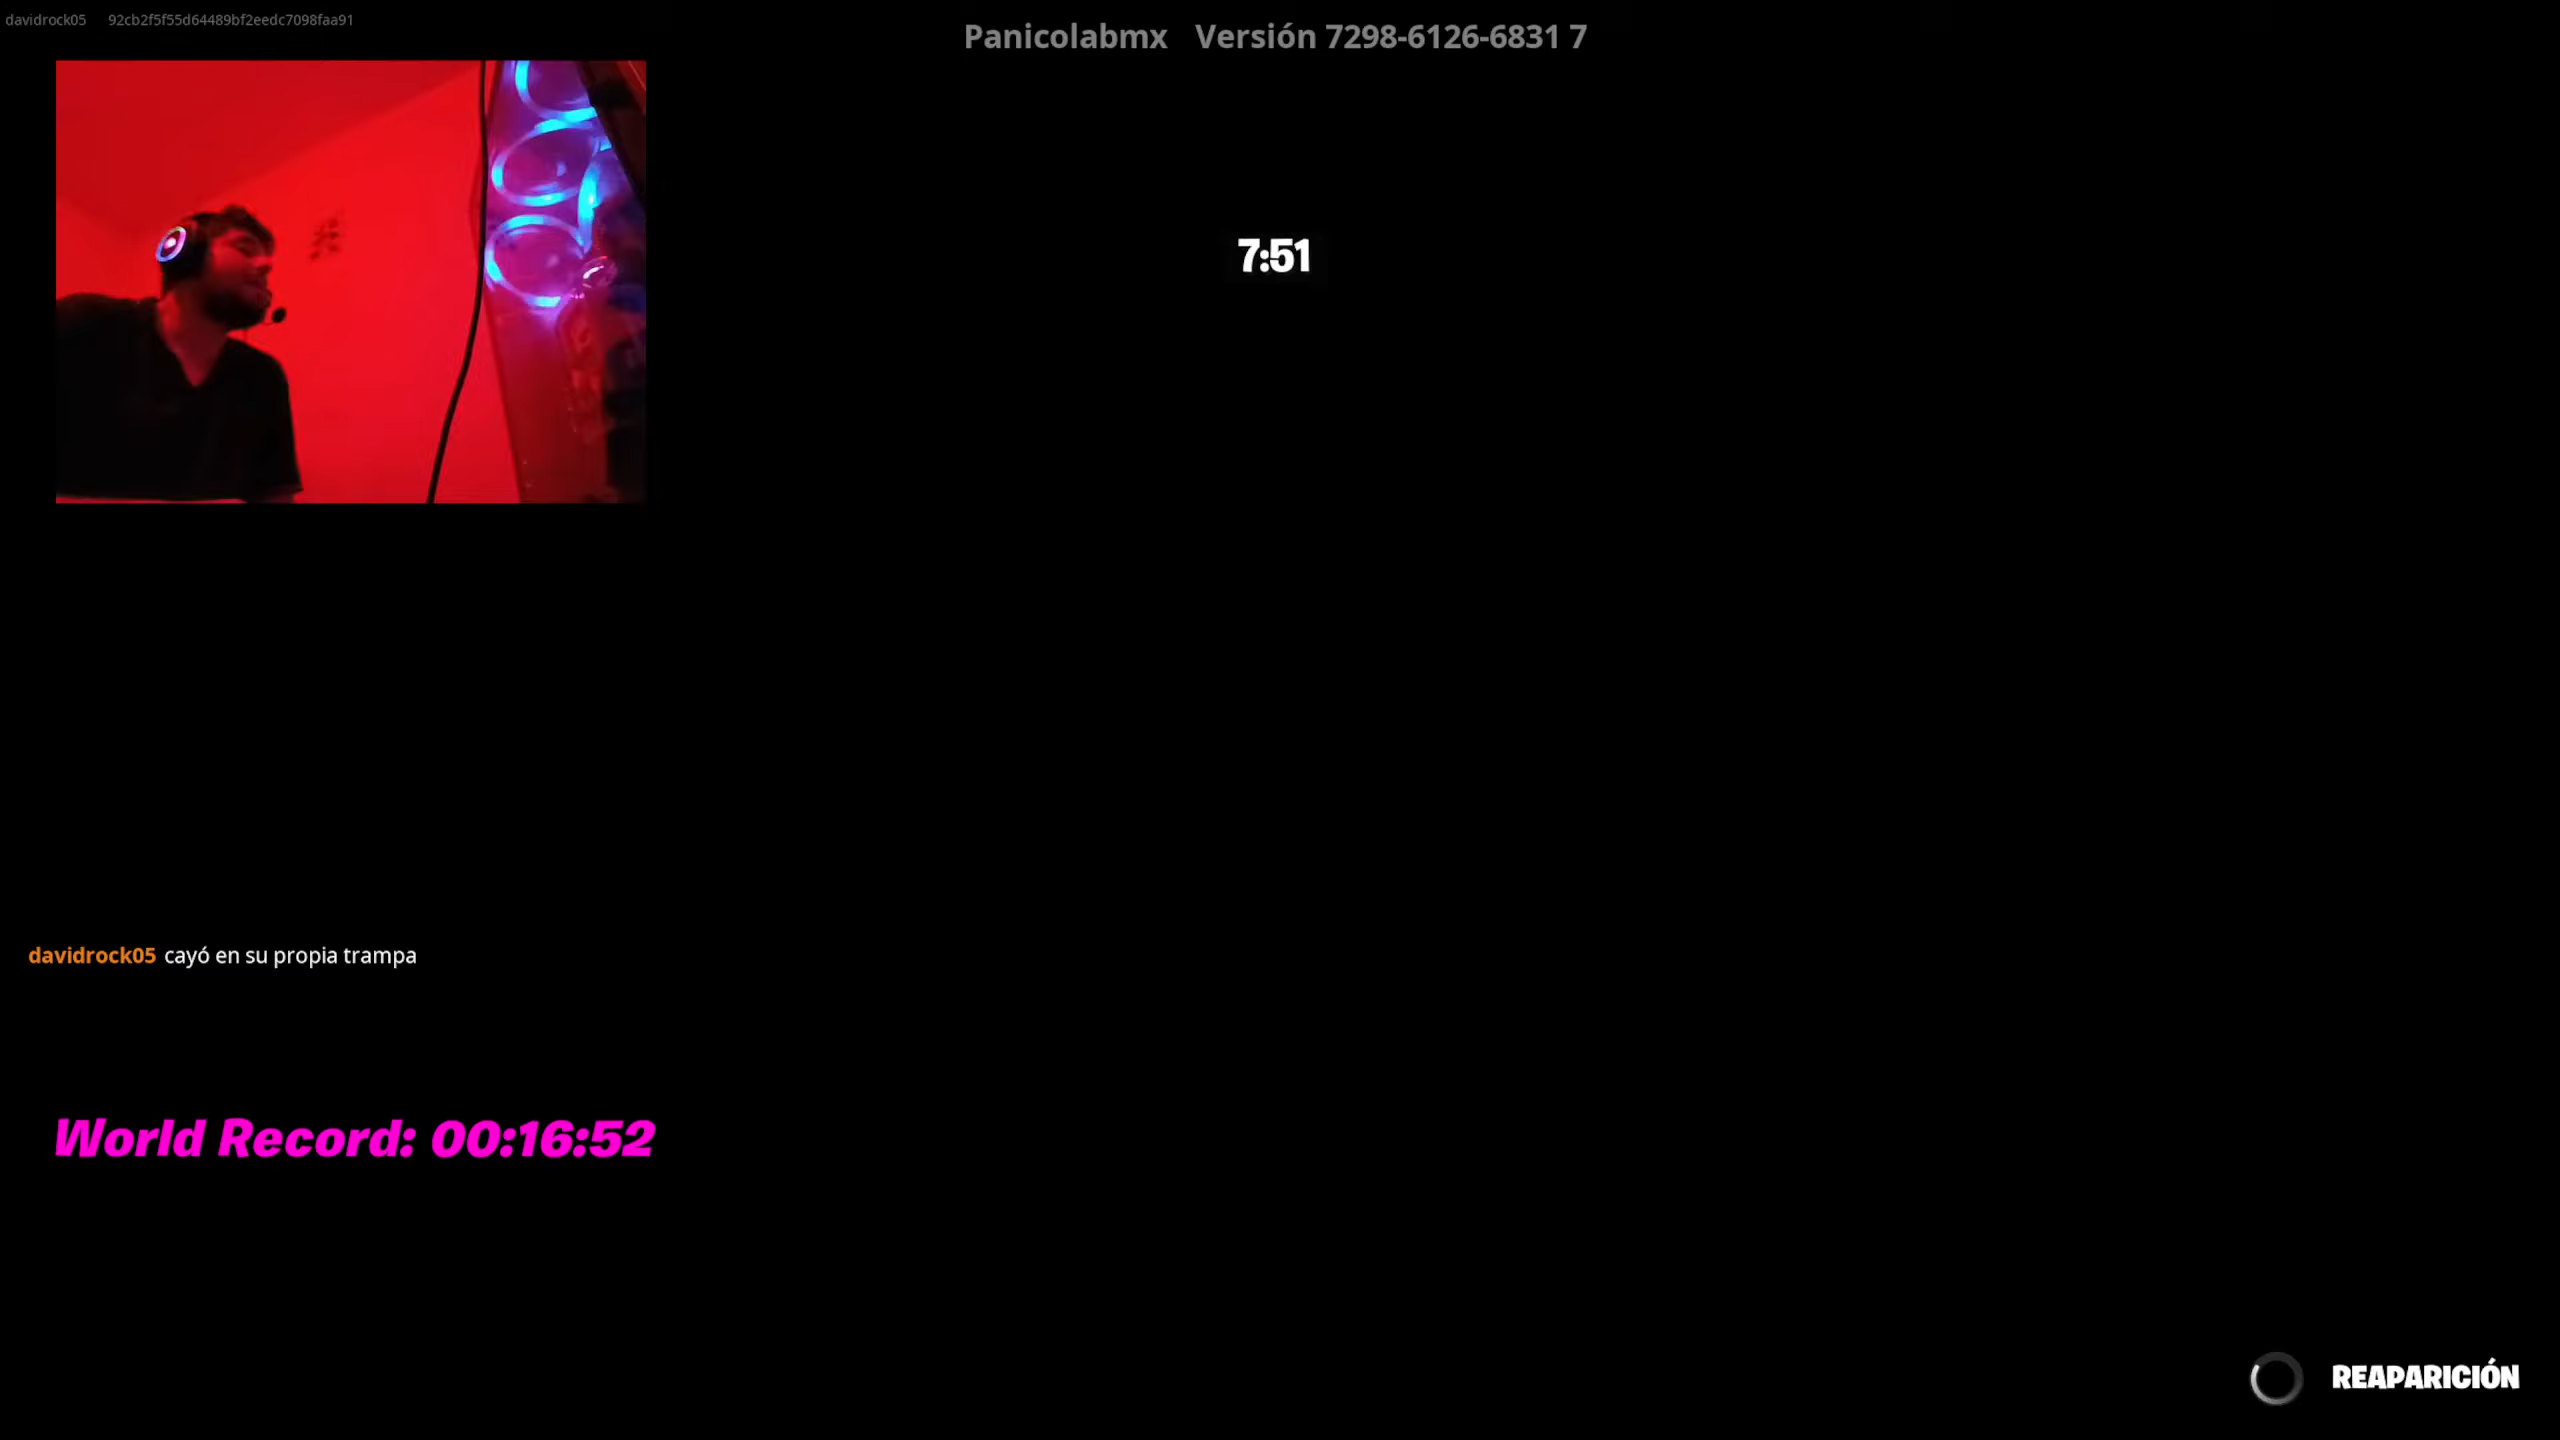 davidrock05 92cb2f5f55d64489bf2eedc7098faa91
Panicolabmx Versión 7298-6126-6831 7
7:51
davidrock05 cayó en su propia trampa
World Record: 00:16:52
REAPARICIÓN